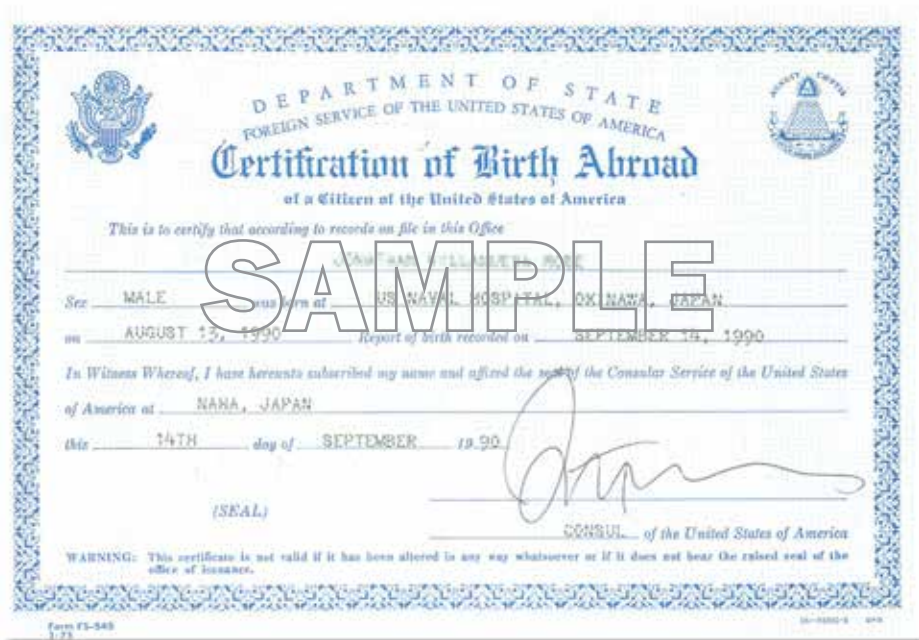 DEPARTMENT OF STATE
FOREIGN SERVICE OF THE UNITED STATES OF AMERICA
Certification of Birth Abroad
of a Citizen of the United States of America
This is to certify that according to records on file in this Office
SAMPLE
JONATHAN
Sex MALE was born at US NAVAL HOSPITAL, OKINAWA, JAPAN
on AUGUST 13, 1990 Report of birth recorded on SEPTEMBER 14, 1990
In Witness Whereof, I have hereunto subscribed my name and affixed the seal of the Consular Service of the United States
of America at NAHA, JAPAN
this 14TH day of SEPTEMBER 19 90
(SEAL)
CONSUL of the United States of America
WARNING: This certificate is not valid if it has been altered in any way whatsoever or if it does not bear the raised seal of the
office of issuance.
Form FS-545